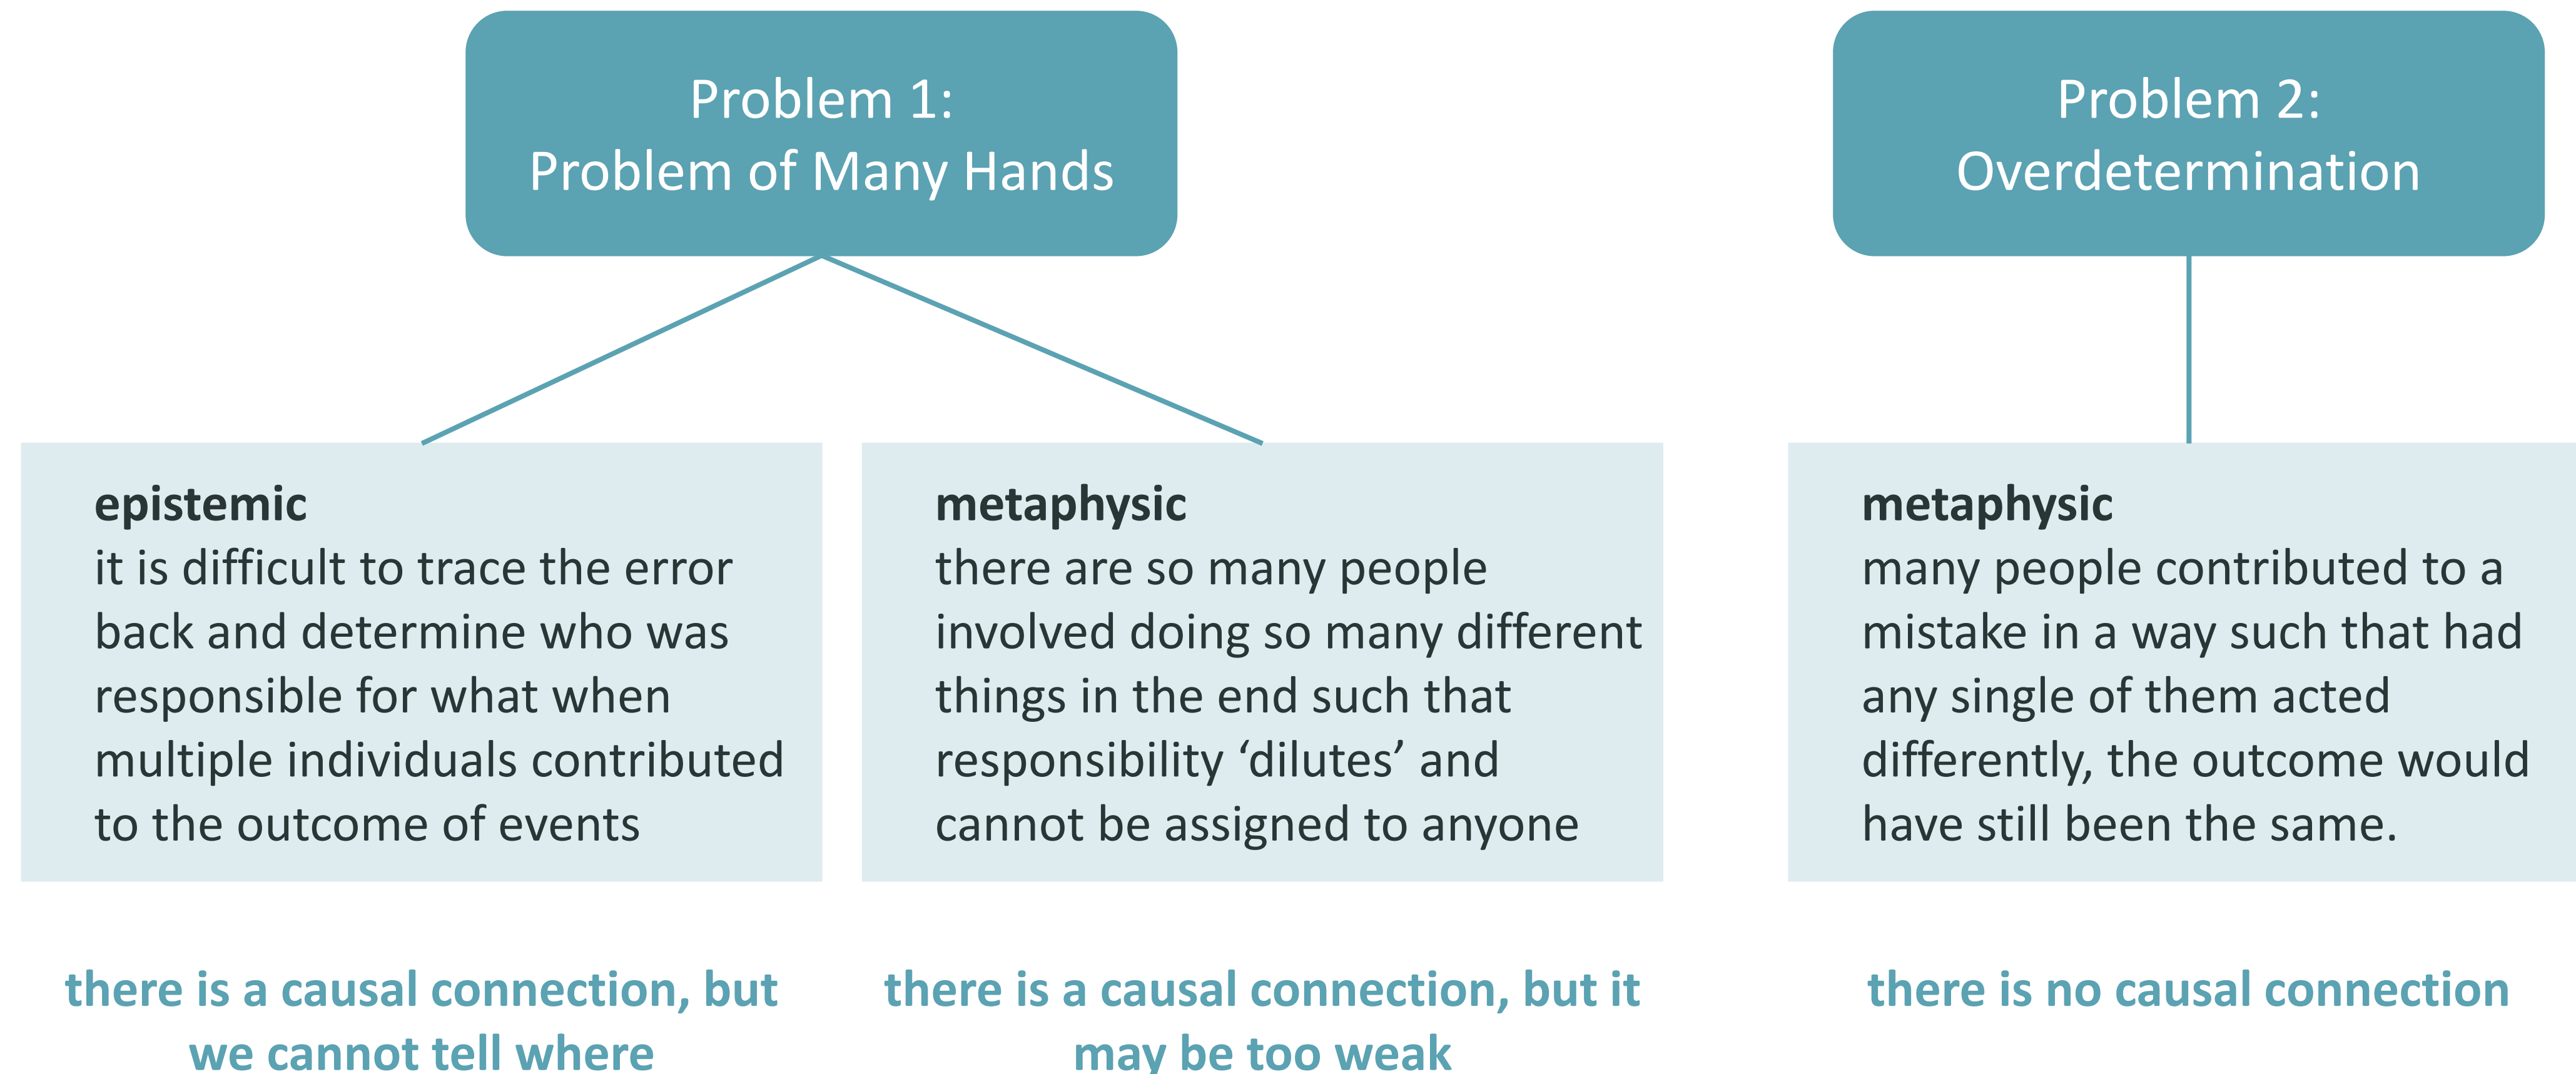 Problem 1:
Problem of Many Hands
Problem 2:
Overdetermination
epistemic
it is difficult to trace the error
back and determine who was
responsible for what when
multiple individuals contributed
to the outcome of events
metaphysic
there are so many people
involved doing so many different
things in the end such that
responsibility ‘dilutes’ and
cannot be assigned to anyone
metaphysic
many people contributed to a
mistake in a way such that had
any single of them acted
differently, the outcome would
have still been the same.
there is a causal connection, but
we cannot tell where
there is a causal connection, but it
may be too weak
there is no causal connection